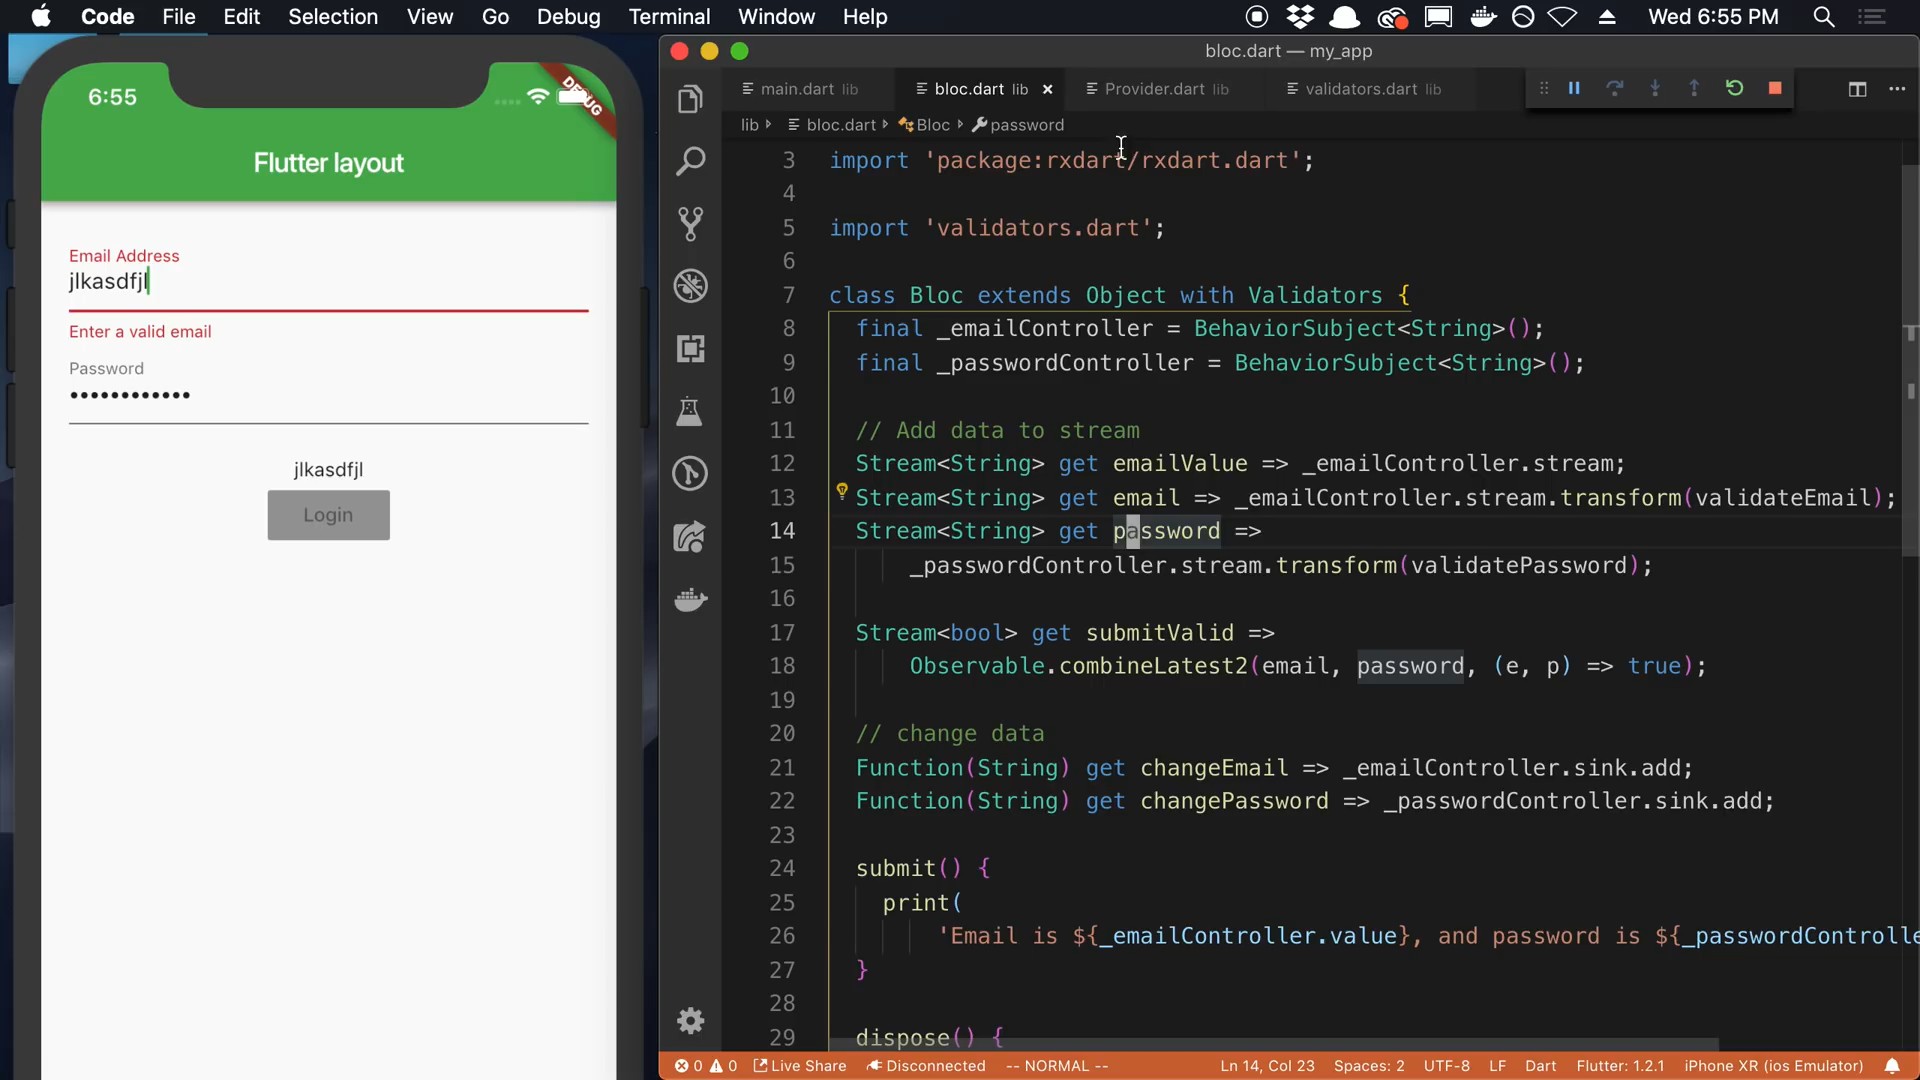 Code File Edit Selection View Go Debug Terminal Window Help Wed 6:55 PM
6:55
DEBUG
Flutter layout
Email Address
jlkasdfjl
Enter a valid email
Password
••••••••••••
jlkasdfjl
Login
bloc.dart — my_app
main.dart lib bloc.dart lib × Provider.dart lib validators.dart lib
lib bloc.dart Bloc password
3 import 'package:rxdart/rxdart.dart';
4
5 import 'validators.dart';
6
7 class Bloc extends Object with Validators {
8 final _emailController = BehaviorSubject<String>();
9 final _passwordController = BehaviorSubject<String>();
10
11 // Add data to stream
12 Stream<String> get emailValue => _emailController.stream;
13 Stream<String> get email => _emailController.stream.transform(validateEmail);
14 Stream<String> get password =>
15 _passwordController.stream.transform(validatePassword);
16
17 Stream<bool> get submitValid =>
18 Observable.combineLatest2(email, password, (e, p) => true);
19
20 // change data
21 Function(String) get changeEmail => _emailController.sink.add;
22 Function(String) get changePassword => _passwordController.sink.add;
23
24 submit() {
25 print(
26 'Email is ${_emailController.value}, and password is ${_passwordControlle
27 }
28
29 dispose() {
0 0 Live Share Disconnected -- NORMAL -- Ln 14, Col 23 Spaces: 2 UTF-8 LF Dart Flutter: 1.2.1 iPhone XR (ios Emulator)